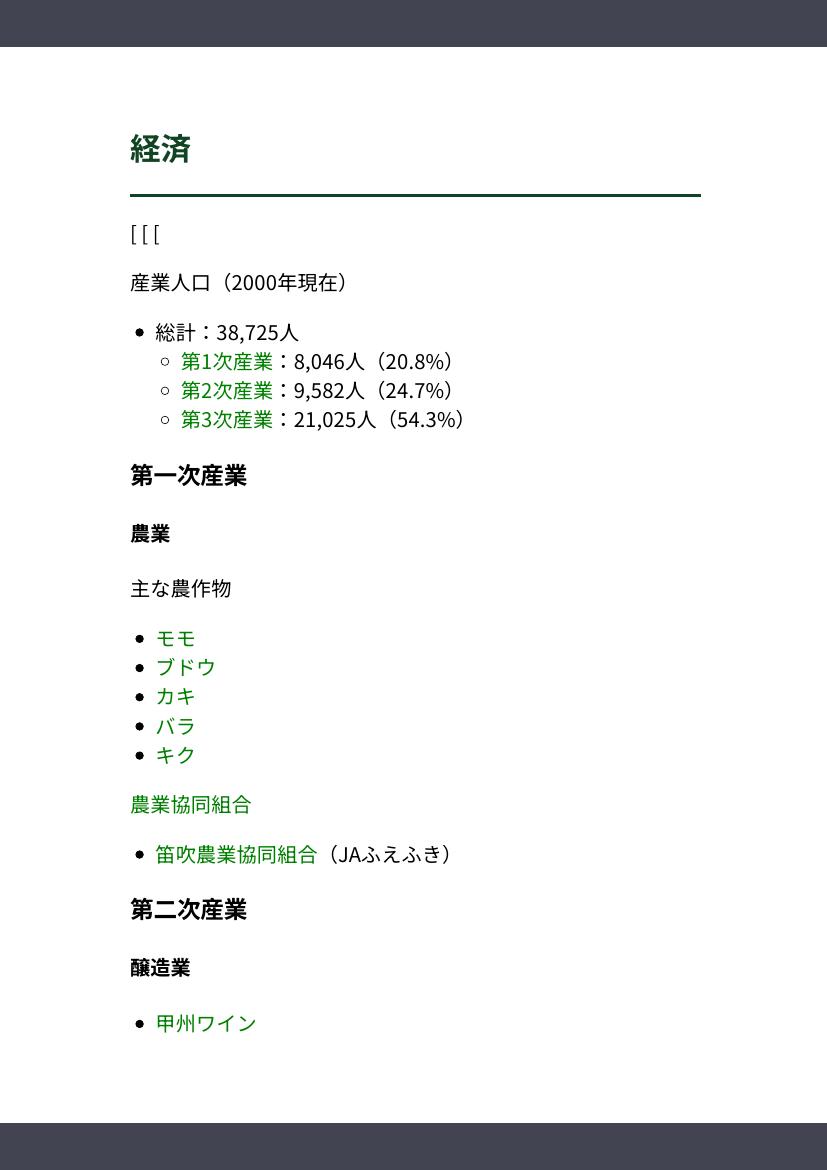 経済
[ [ [
産業人口（2000年現在）
総計：38,725人
第1次産業：8,046人（20.8%）
第2次産業：9,582人（24.7%）
第3次産業：21,025人（54.3%）
第一次産業
農業
主な農作物
モモ
ブドウ
カキ
バラ
キク
農業協同組合
笛吹農業協同組合（JAふえふき）
第二次産業
醸造業
甲州ワイン